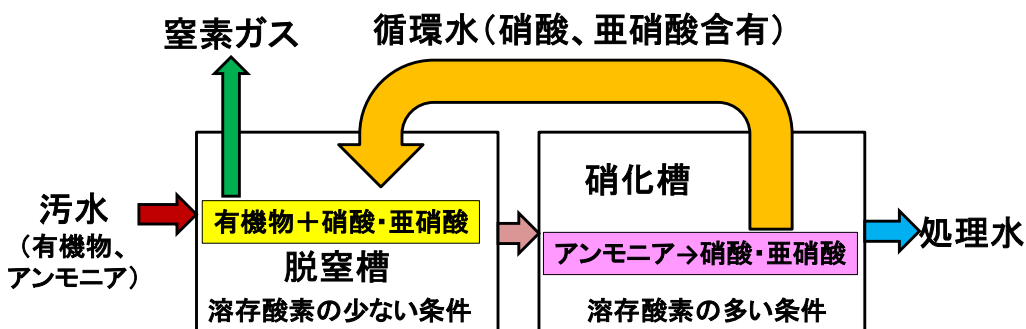 窒素ガス
循環水(硝酸、亜硝酸含有)
硝化槽
汚水
(有機物、
アンモニア)
有機物+硝酸・亜硝酸
脱窒槽
溶存酸素の少ない条件
アンモニア→硝酸・亜硝酸
溶存酸素の多い条件
処理水